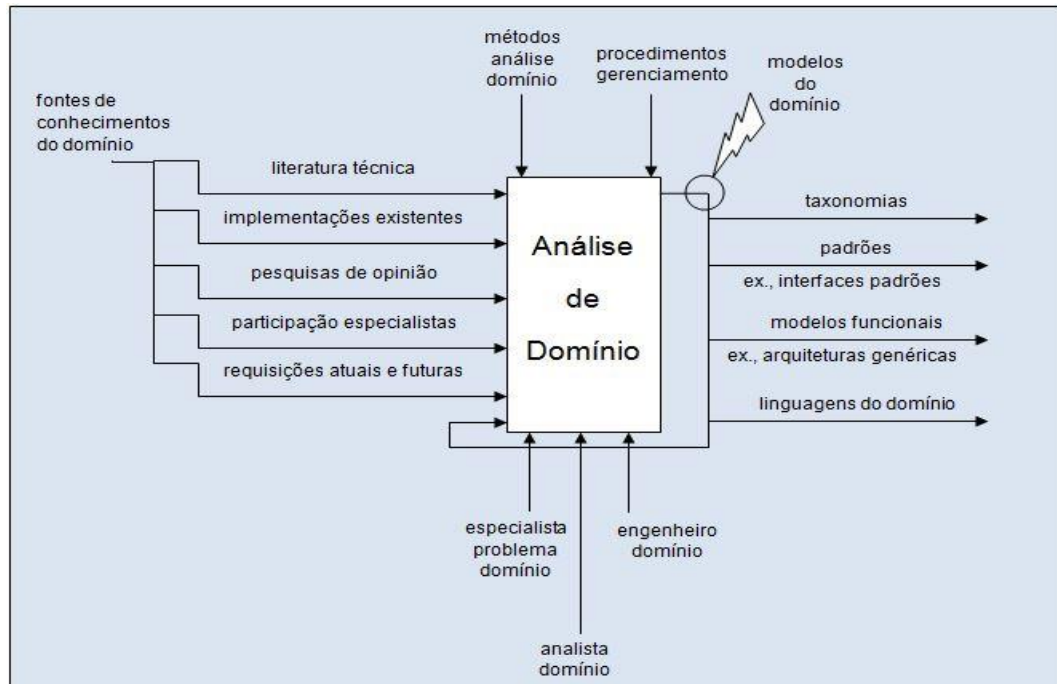 métodos
análise
domínio
procedimentos
gerenciamento
modelos
do
domínio
fontes de
conhecimentos
do domínio
literatura técnica
implementações existentes
pesquisas de opinião
participação especialistas
requisições atuais e futuras
Análise
de
Domínio
taxonomias
padrões
ex., interfaces padrões
modelos funcionais
ex., arquiteturas genéricas
linguagens do domínio
especialista
problema
domínio
analista
domínio
engenheiro
domínio